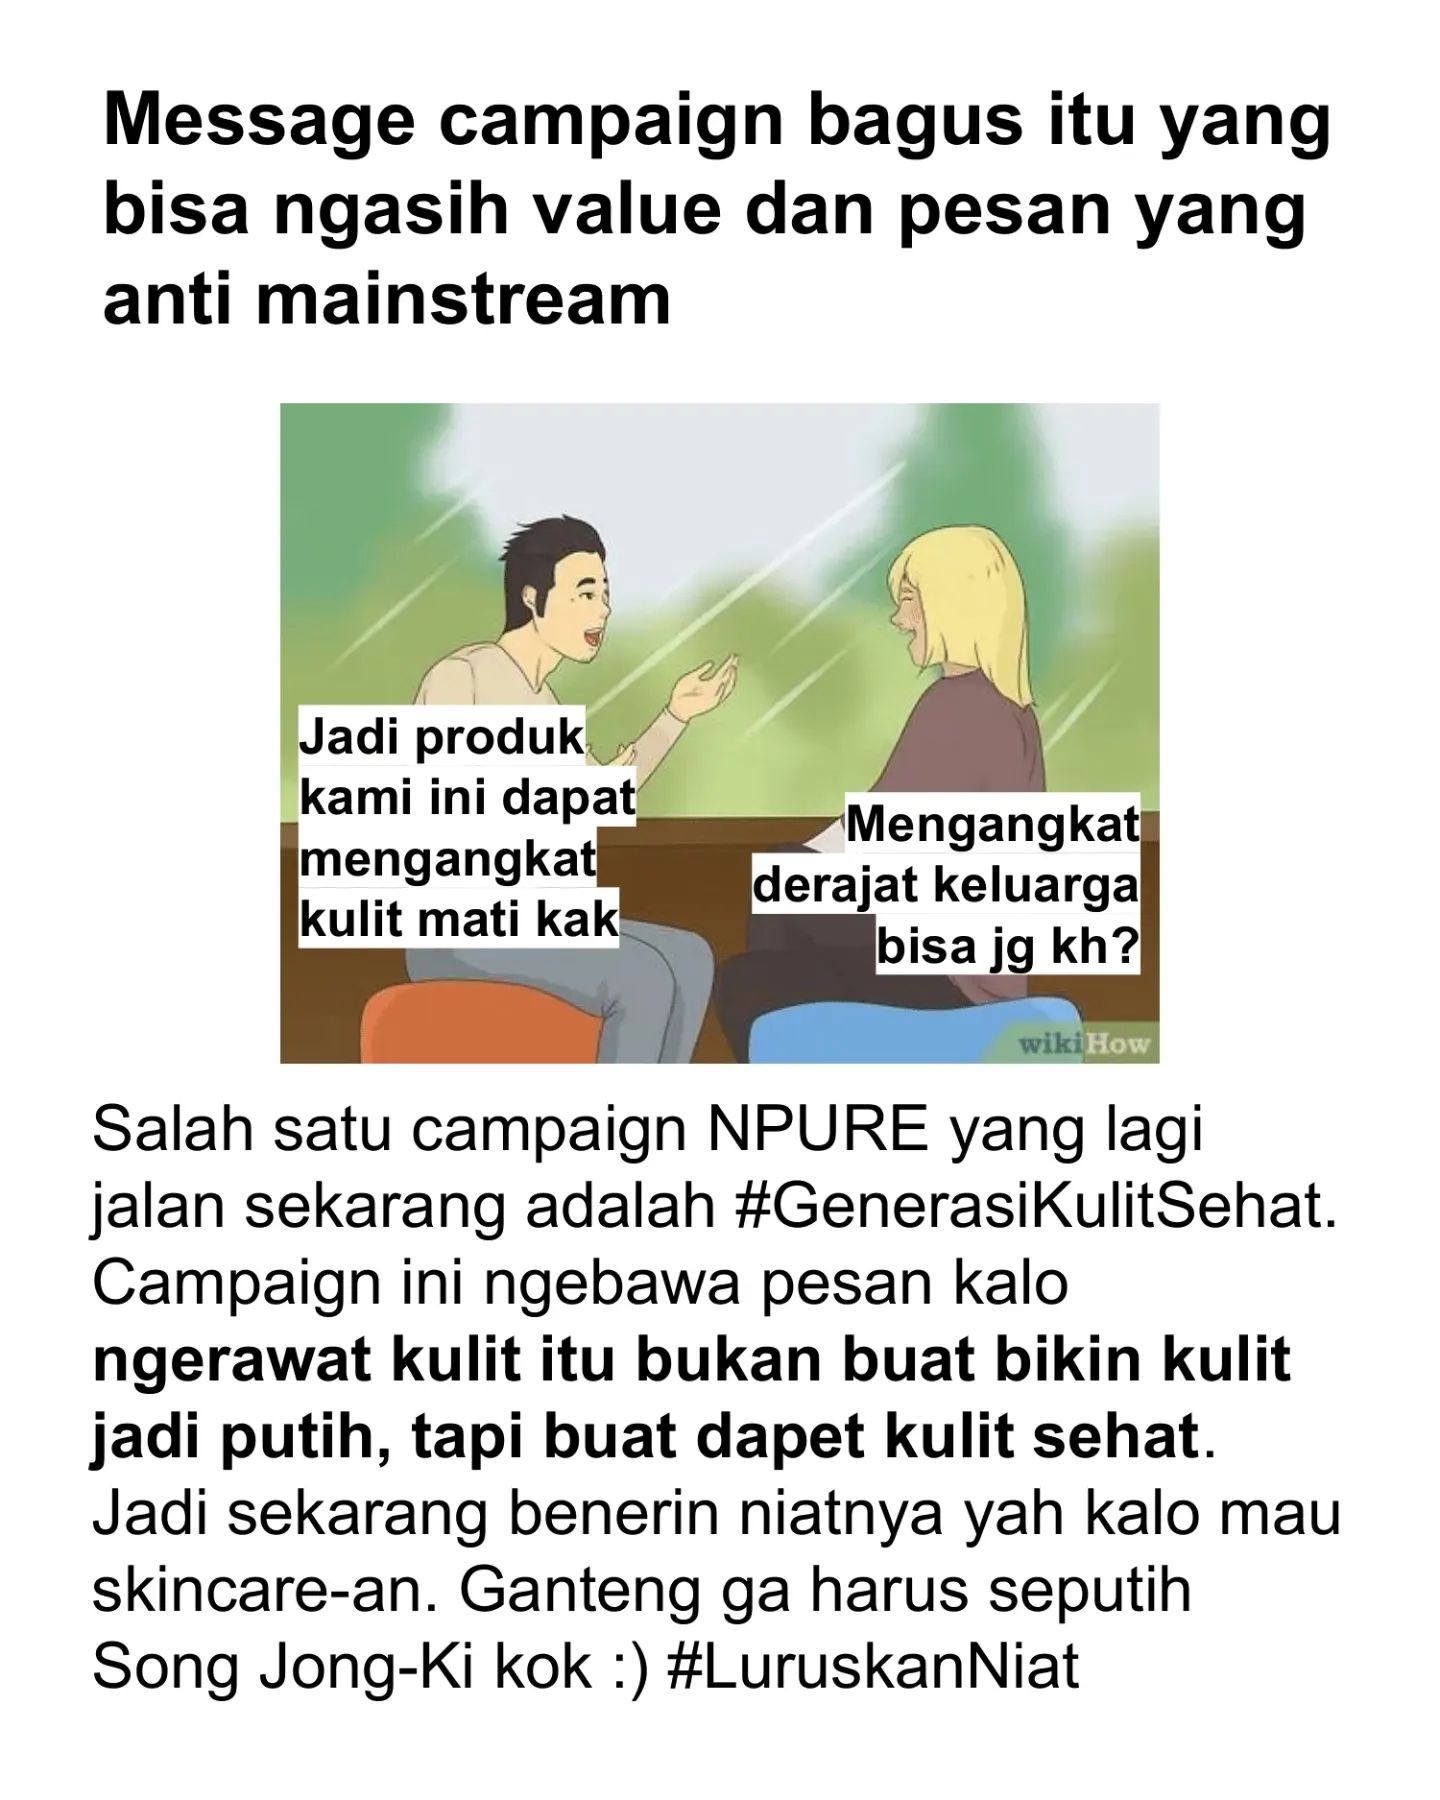 Message campaign bagus itu yang
bisa ngasih value dan pesan yang
anti mainstream
Jadi produk
kami ini dapat
mengangkat
kulit mati kak
Mengangkat
derajat keluarga
bisa jg kh?
wikiHow
Salah satu campaign NPURE yang lagi
jalan sekarang adalah #GenerasiKulitSehat.
Campaign ini ngebawa pesan kalo
ngerawat kulit itu bukan buat bikin kulit
jadi putih, tapi buat dapet kulit sehat.
Jadi sekarang benerin niatnya yah kalo mau
skincare-an. Ganteng ga harus seputih
Song Jong-Ki kok :) #LuruskanNiat